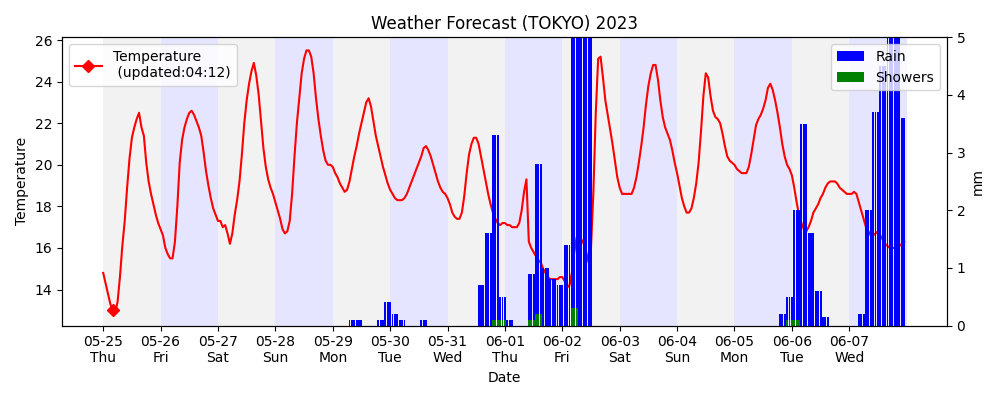 Weather Forecast (TOKYO) 2023
Temperature
(updated:04:12)
Rain
Showers
Temperature
26
24
22
20
18
16
14
5
4
3
2
1
0
mm
05-25 05-26 05-27 05-28 05-29 05-30 05-31 06-01 06-02 06-03 06-04 06-05 06-06 06-07
Thu Fri Sat Sun Mon Tue Wed Thu Fri Sat Sun Mon Tue Wed
Date